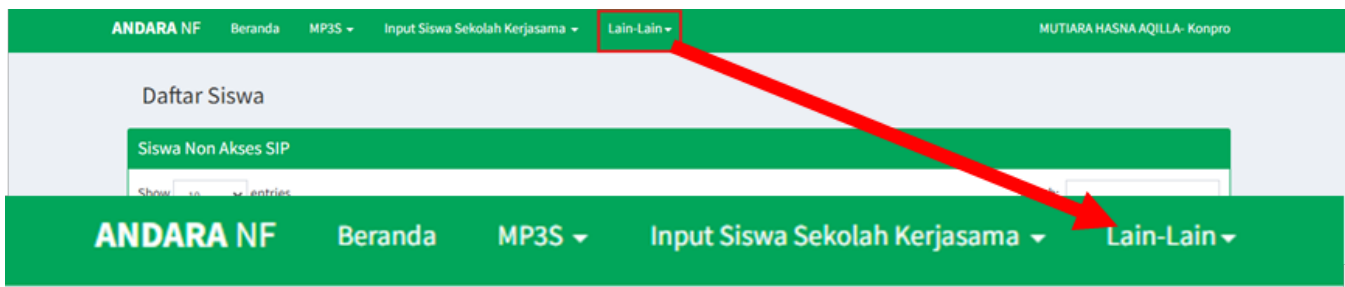 ANDARA NF Beranda MP3S Input Siswa Sekolah Kerjasama Lain-Lain MUTIARA HASNA AQILLA- Konpro
Daftar Siswa
Siswa Non Akses SIP
Show 10 entries
ANDARA NF Beranda MP3S Input Siswa Sekolah Kerjasama Lain-Lain